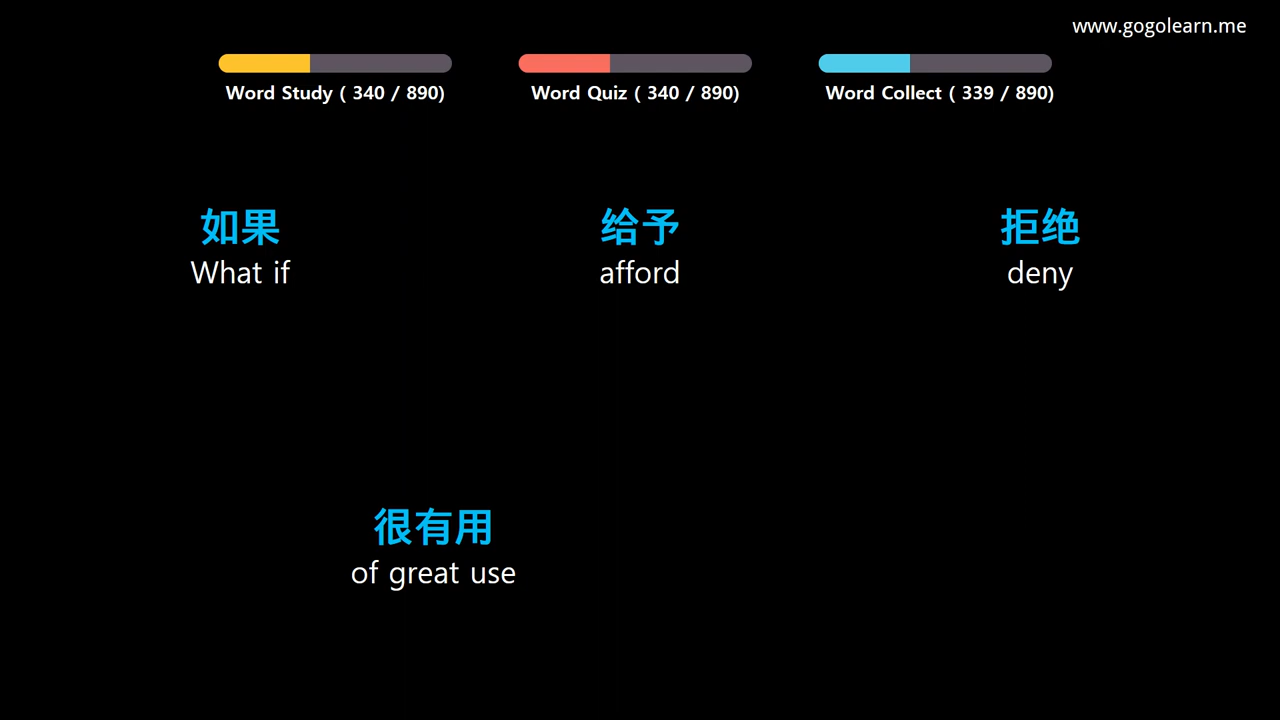 www.gogolearn.me
Word Study ( 340 / 890)
Word Quiz ( 340 / 890)
Word Collect ( 339 / 890)
如果
What if
给予
afford
拒绝
deny
很有用
of great use